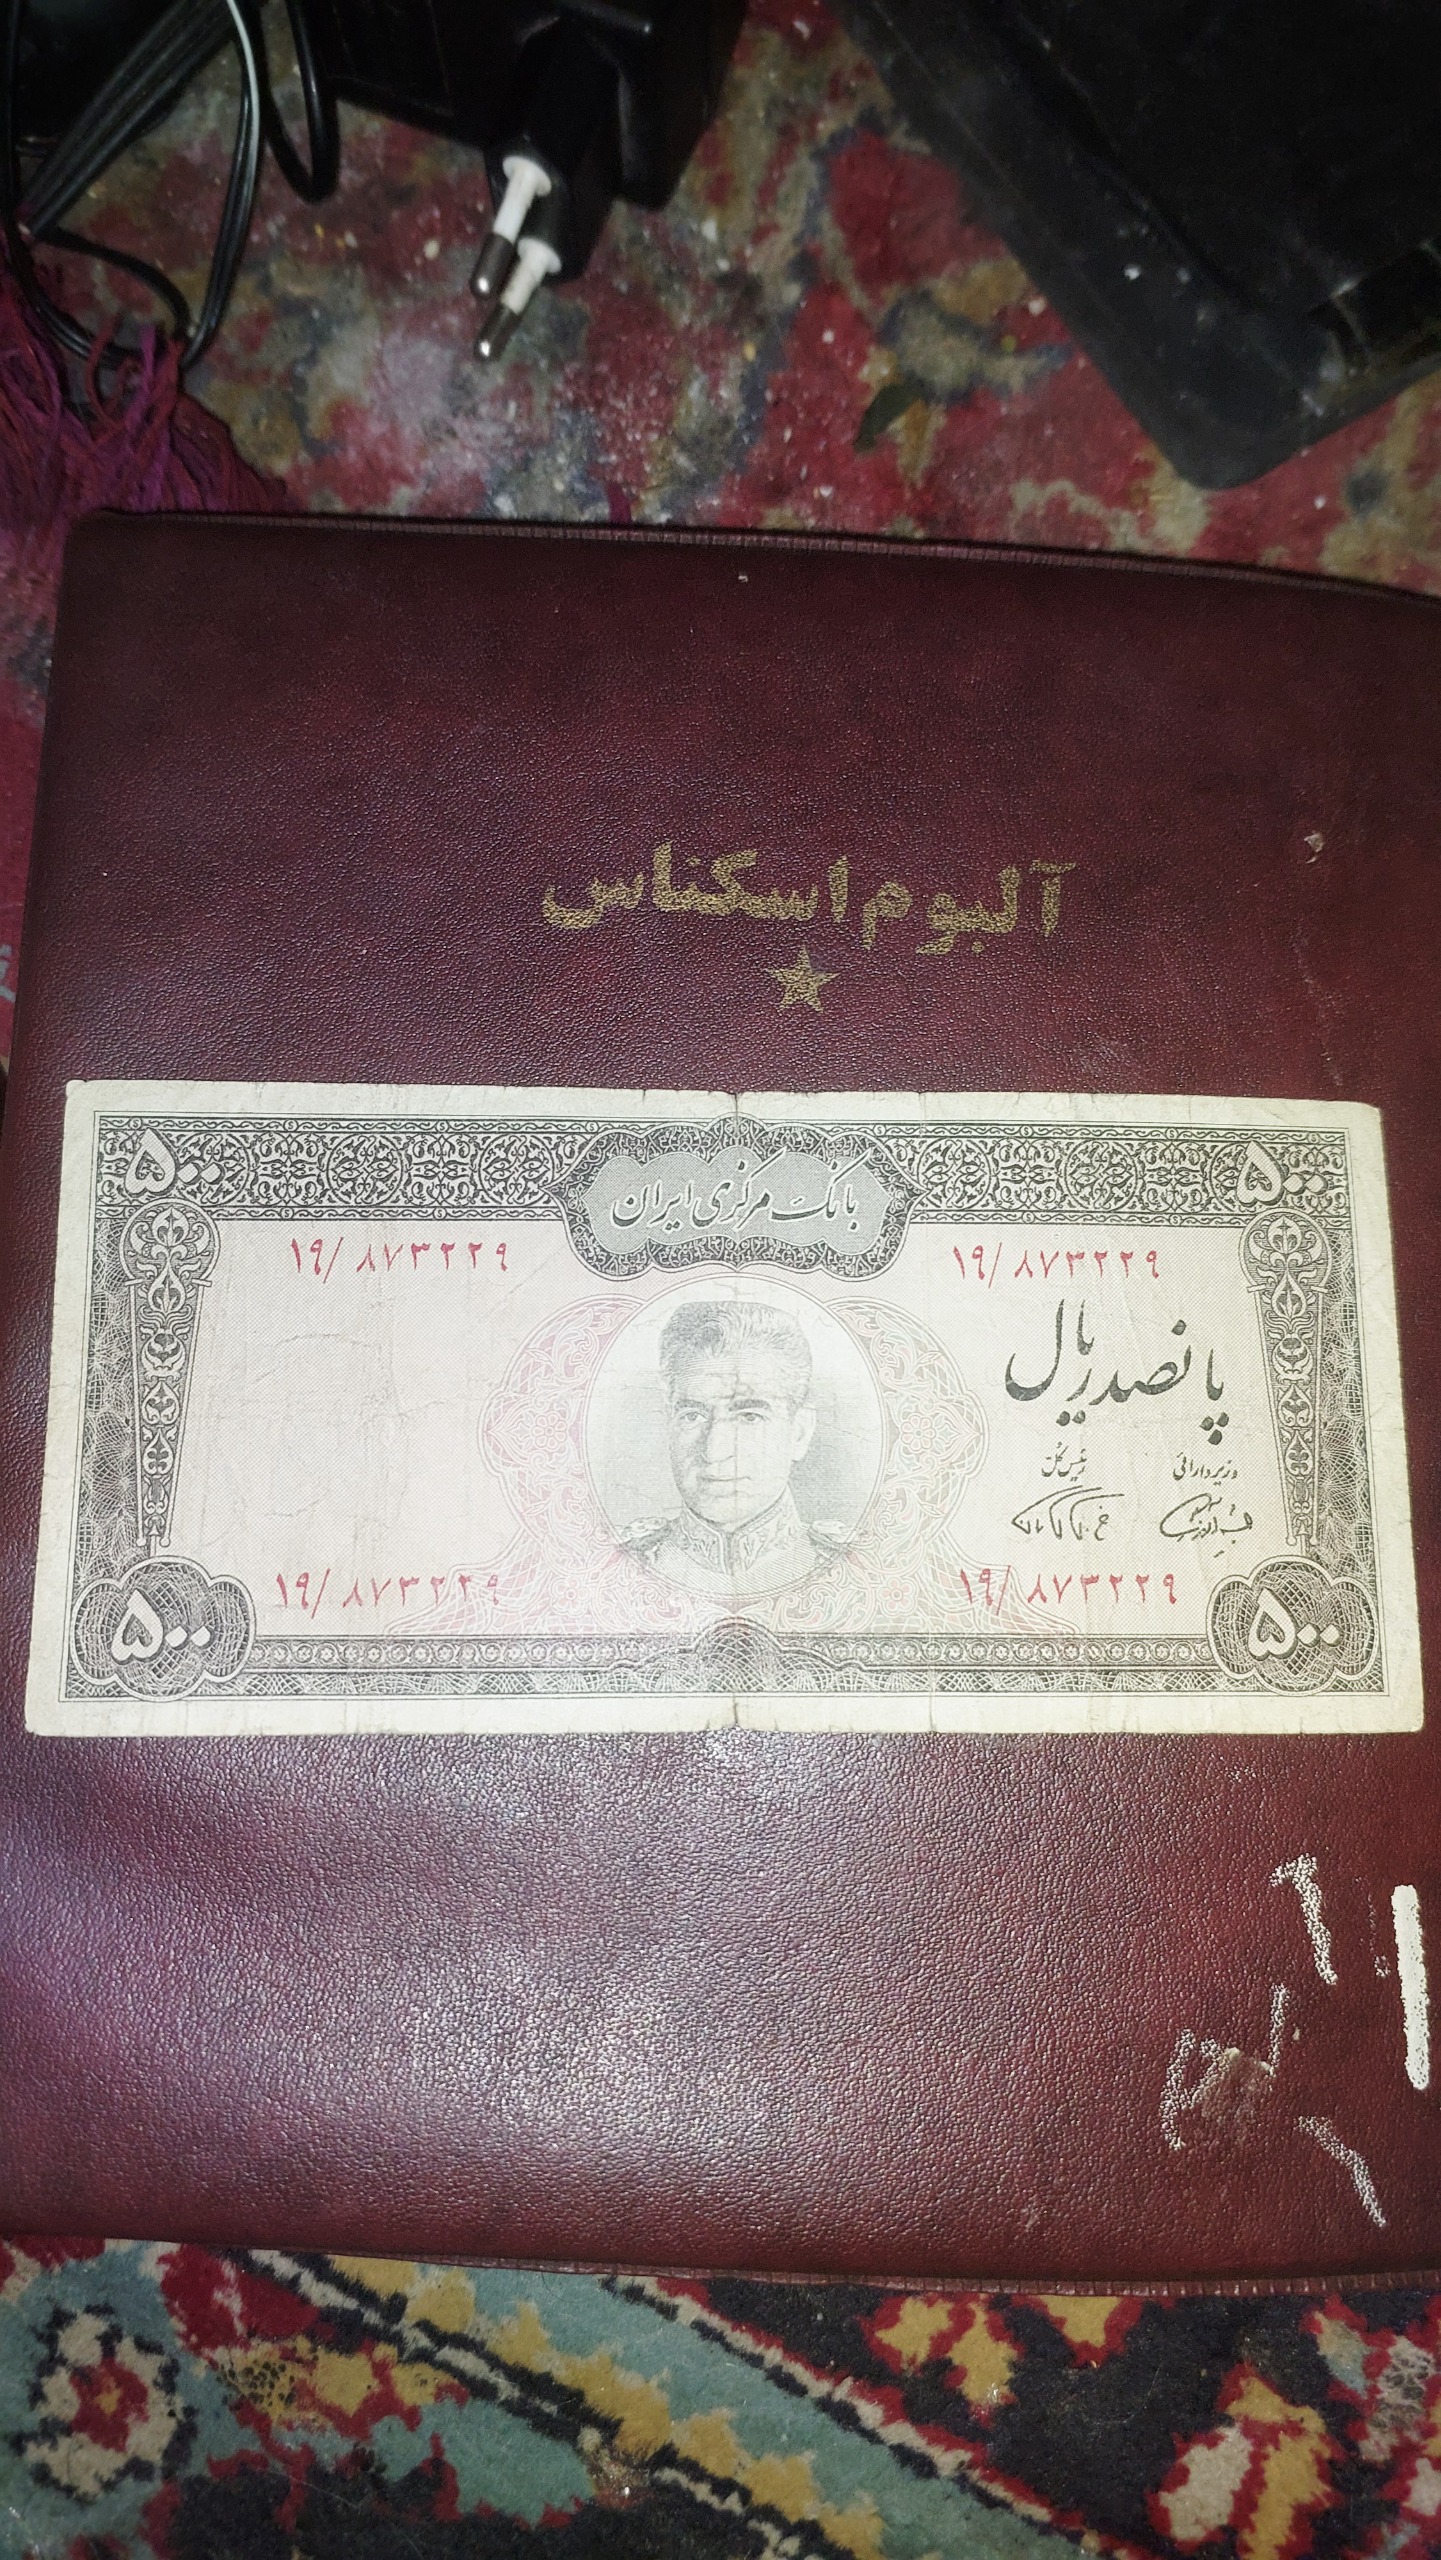 آلبوم اسکناس
بانک مرکزی ایران
۵۰۰ ۵۰۰
۱۹/۸۷۳۲۲۹ ۱۹/۸۷۳۲۲۹
پانصد ریال
وزیر دارائی رئیس کل
۱۹/۸۷۳۲۲۹ ۱۹/۸۷۳۲۲۹
۵۰۰ ۵۰۰